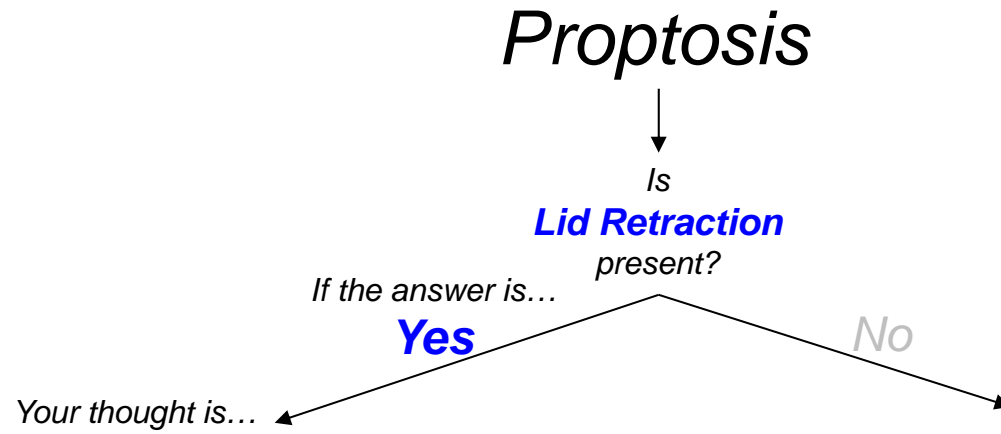 Proptosis
Is
Lid Retraction
present?
If the answer is…
Yes
No
Your thought is…